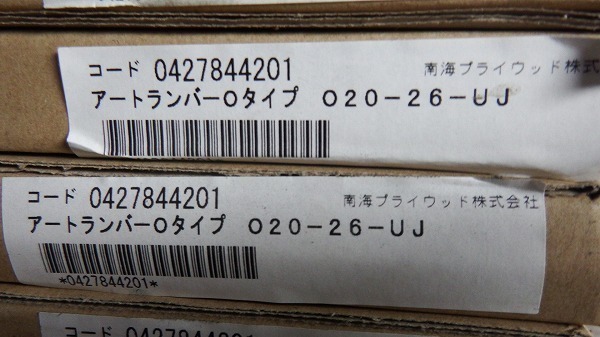 コード 0427844201 南海プライウッド株式
アートランバーOタイプ O20-26-UJ
コード 0427844201 南海プライウッド株式会社
アートランバーOタイプ O20-26-UJ
*0427844201*
コード